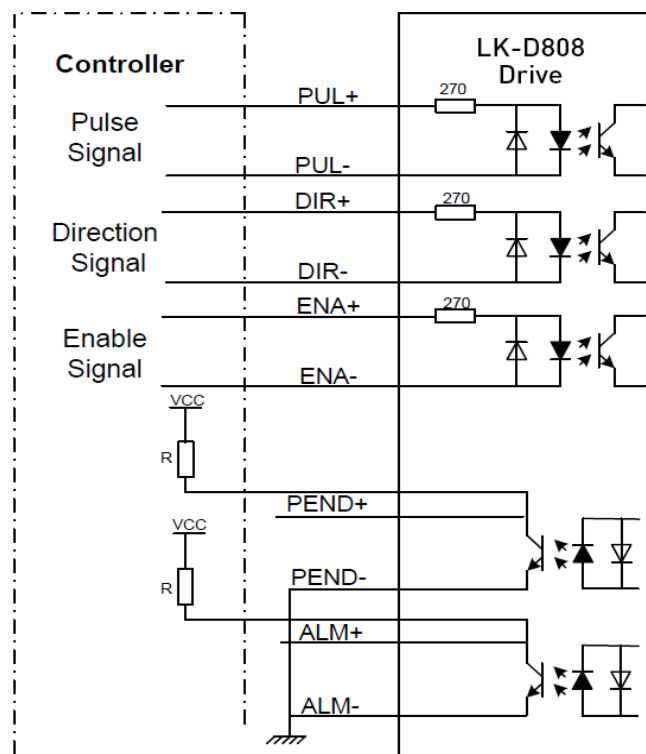 Controller
LK-D808
Drive
PUL+
270
Pulse
Signal
PUL-
DIR+
270
Direction
Signal
DIR-
ENA+
270
Enable
Signal
ENA-
VCC
R
PEND+
VCC
R
PEND-
ALM+
ALM-